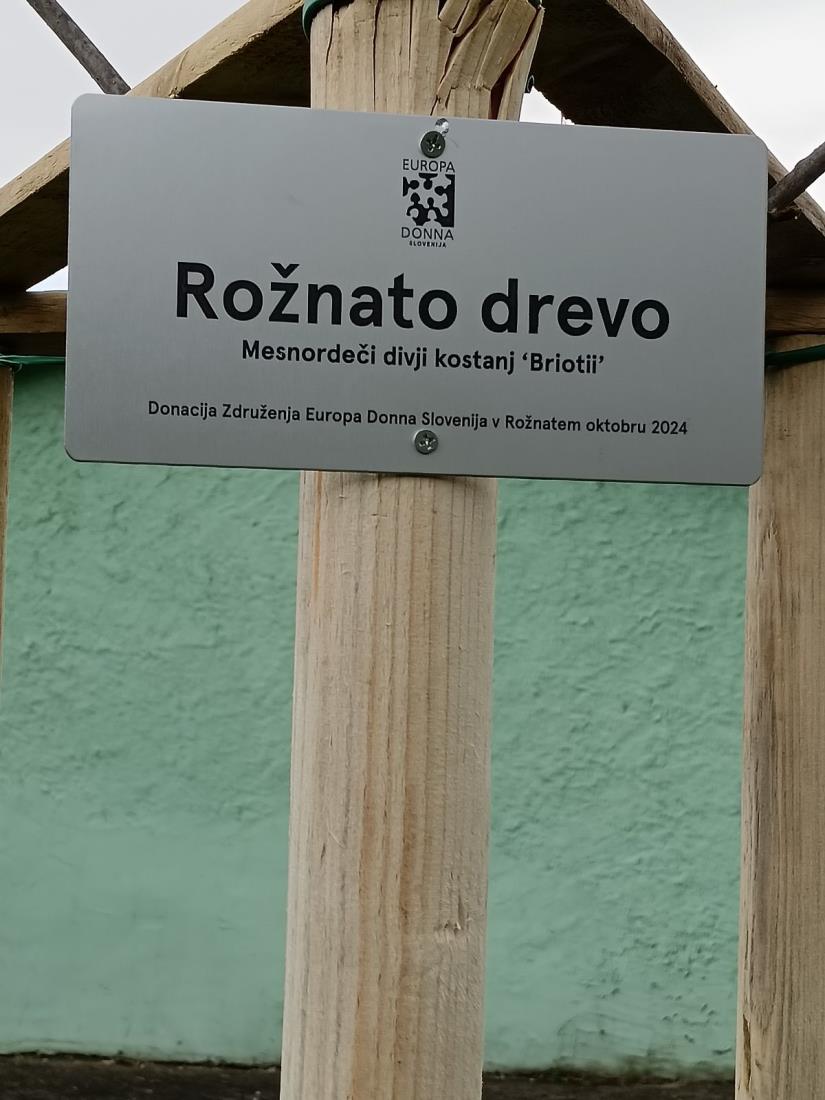 EUROPA
DONNA
SLOVENIJA
Rožnato drevo
Mesnordeči divji kostanj ‘Briotii’
Donacija Združenja Europa Donna Slovenija v Rožnatem oktobru 2024